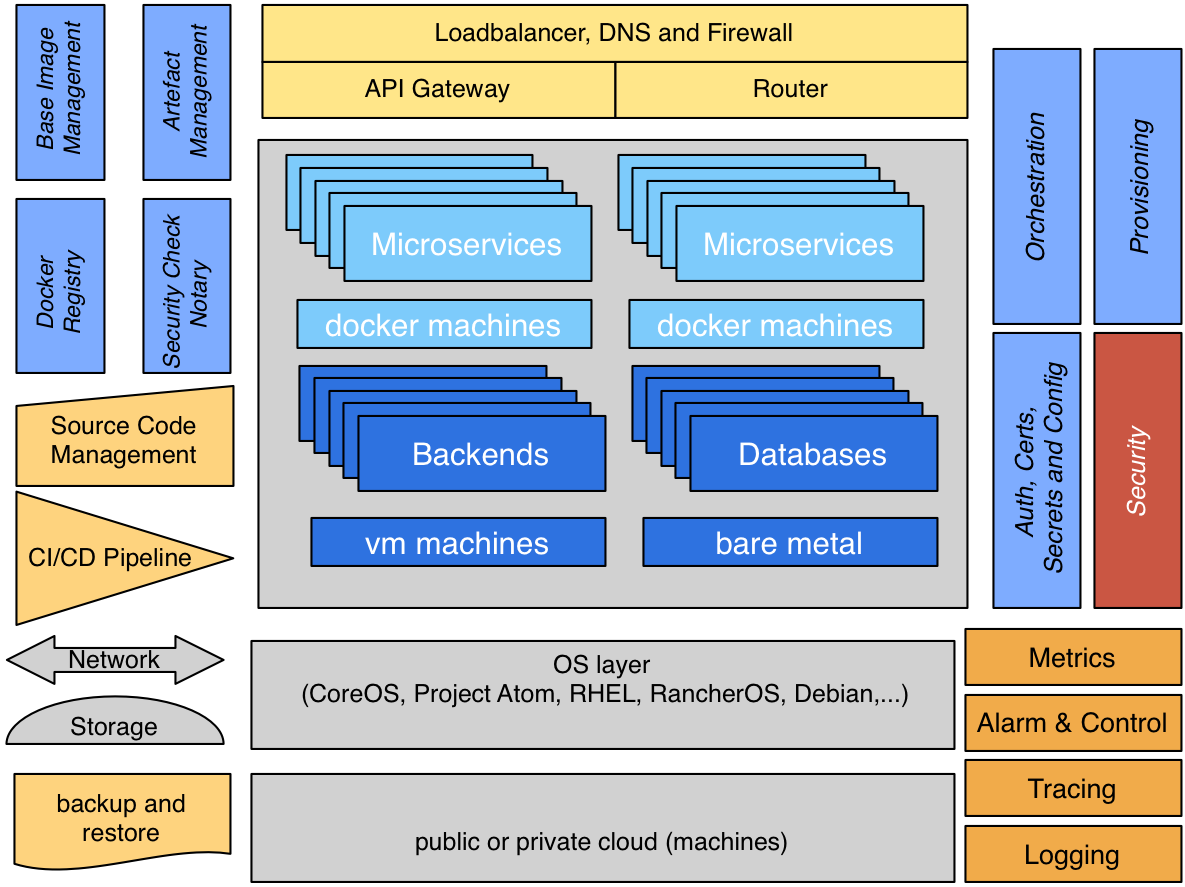 Base Image
Management
Artefact
Management
Loadbalancer, DNS and Firewall
API Gateway
Router
Orchestration
Provisioning
Docker
Registry
Security Check
Notary
Microservices
Microservices
docker machines
docker machines
Source Code
Management
Backends
Databases
Auth, Certs,
Secrets and Config
Security
CI/CD Pipeline
vm machines
bare metal
Network
OS layer
(CoreOS, Project Atom, RHEL, RancherOS, Debian,...)
Metrics
Storage
Alarm & Control
backup and
restore
public or private cloud (machines)
Tracing
Logging